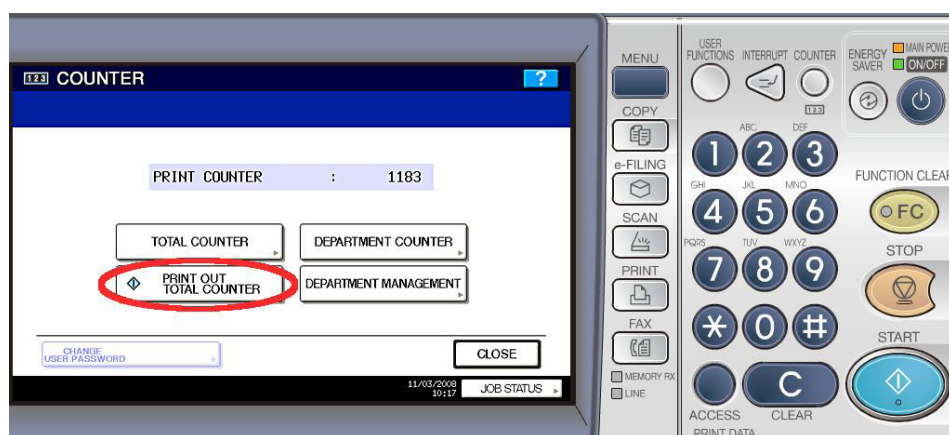 123 COUNTER
?
PRINT COUNTER : 1183
TOTAL COUNTER
DEPARTMENT COUNTER
PRINT OUT
TOTAL COUNTER
DEPARTMENT MANAGEMENT
CHANGE
USER PASSWORD
CLOSE
11/03/2008
10:17
JOB STATUS
MENU
COPY
e-FILING
SCAN
PRINT
FAX
MEMORY RX
LINE
USER
FUNCTIONS
INTERRUPT
COUNTER
123
ENERGY
SAVER
MAIN POWE
ON/OFF
ABC
DEF
1
2
3
GHI
JKL
MNO
4
5
6
PQRS
TUV
WXYZ
7
8
9
*
0
#
FUNCTION CLEAR
FC
STOP
START
ACCESS
C
CLEAR
PRINT DATA